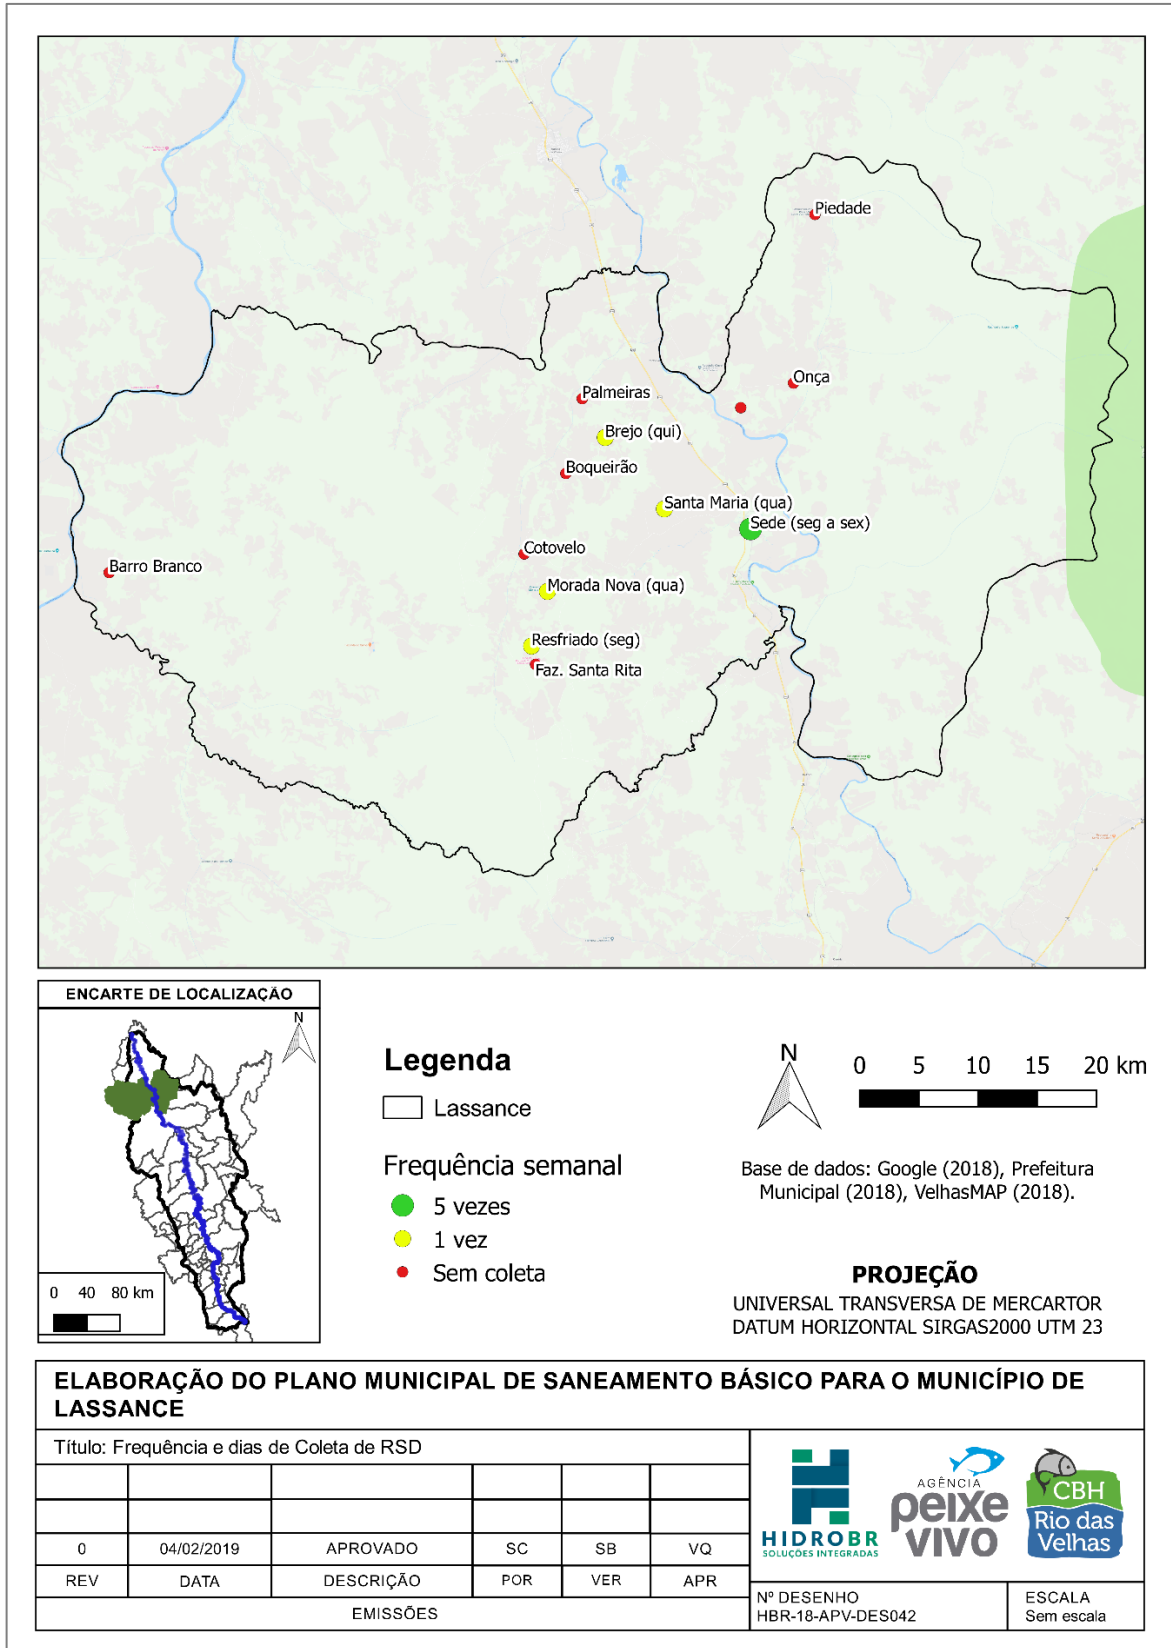 Piedade
Onça
Palmeiras
Brejo (qui)
Boqueirão
Santa Maria (qua)
Sede (seg a sex)
Cotovelo
Barro Branco
Morada Nova (qua)
Resfriado (seg)
Faz. Santa Rita
ENCARTE DE LOCALIZAÇÃO
N
0 40 80 km
Legenda
Lassance
Frequência semanal
5 vezes
1 vez
Sem coleta
N
0 5 10 15 20 km
Base de dados: Google (2018), Prefeitura
Municipal (2018), VelhasMAP (2018).
PROJEÇÃO
UNIVERSAL TRANSVERSA DE MERCARTOR
DATUM HORIZONTAL SIRGAS2000 UTM 23
ELABORAÇÃO DO PLANO MUNICIPAL DE SANEAMENTO BÁSICO PARA O MUNICÍPIO DE
LASSANCE
Título: Frequência e dias de Coleta de RSD
0 04/02/2019 APROVADO SC SB VQ
REV DATA DESCRIÇÃO POR VER APR
EMISSÕES
HIDROBR
SOLUÇÕES INTEGRADAS
AGÊNCIA
peixe
vivo
CBH
Rio das
Velhas
Nº DESENHO
HBR-18-APV-DES042
ESCALA
Sem escala